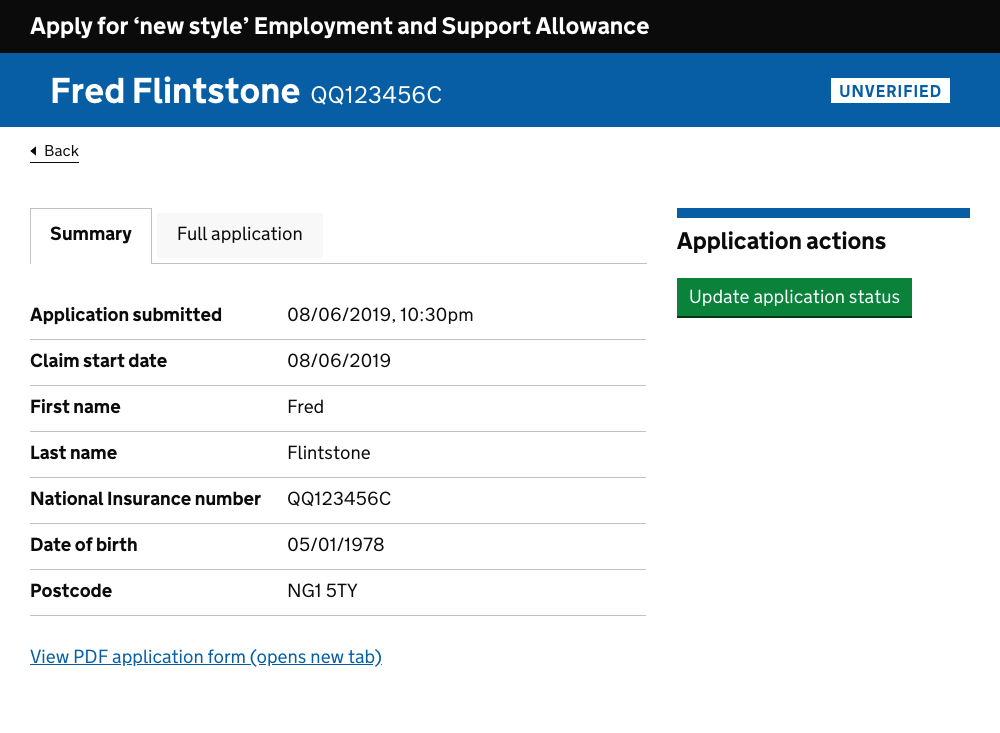 Apply for ‘new style’ Employment and Support Allowance
Fred Flintstone QQ123456C
UNVERIFIED
Back
Summary
Full application
Application submitted 08/06/2019, 10:30pm
Claim start date 08/06/2019
First name Fred
Last name Flintstone
National Insurance number QQ123456C
Date of birth 05/01/1978
Postcode NG1 5TY
View PDF application form (opens new tab)
Application actions
Update application status